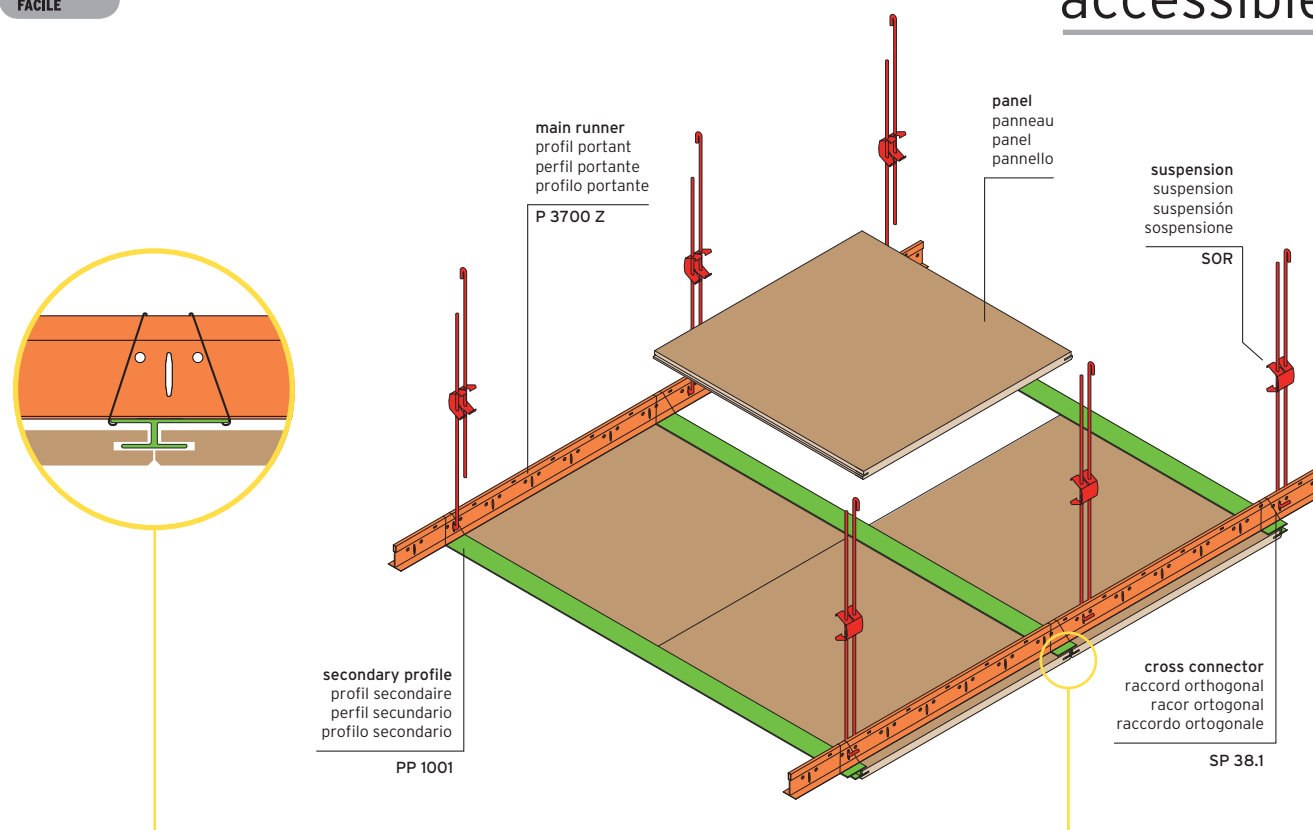 FACILE
accessible
main runner
profil portant
perfil portante
profilo portante
P 3700 Z
panel
panneau
panel
pannello
suspension
suspension
suspensión
sospensione
SOR
secondary profile
profil secondaire
perfil secundario
profilo secondario
PP 1001
cross connector
raccord orthogonal
racor ortogonal
raccordo ortogonale
SP 38.1